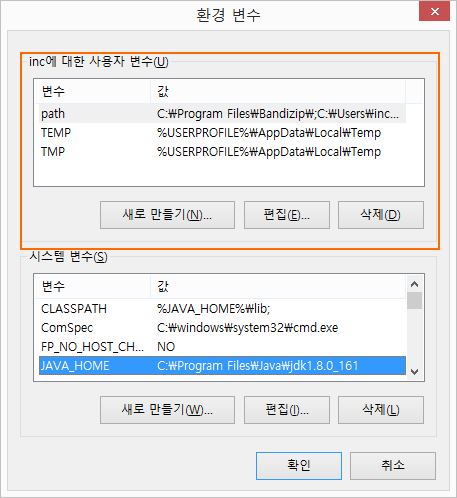 환경 변수
inc에 대한 사용자 변수(U)
변수 값
path C:₩Program Files₩Bandizip₩;C:₩Users₩inc...
TEMP %USERPROFILE%₩AppData₩Local₩Temp
TMP %USERPROFILE%₩AppData₩Local₩Temp
새로 만들기(N)... 편집(E)... 삭제(D)
시스템 변수(S)
변수 값
CLASSPATH %JAVA_HOME%₩lib;
ComSpec C:₩windows₩system32₩cmd.exe
FP_NO_HOST_CH... NO
JAVA_HOME C:₩Program Files₩Java₩jdk1.8.0_161
새로 만들기(W)... 편집(I)... 삭제(L)
확인 취소